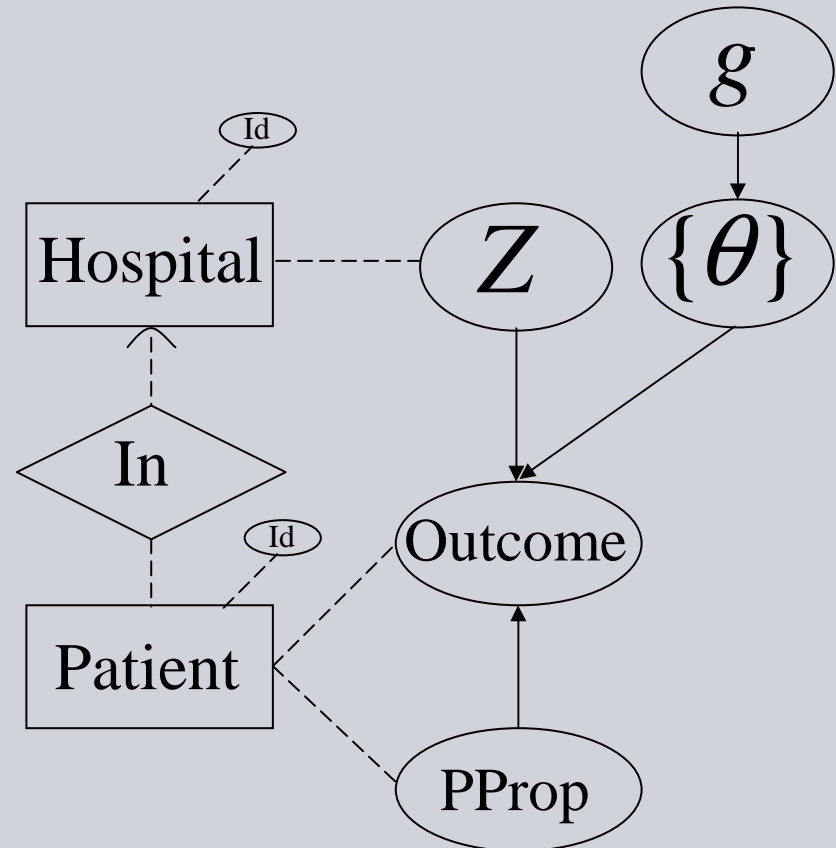 g
Id
Hospital
Z
{θ}
In
Id
Outcome
Patient
PProp